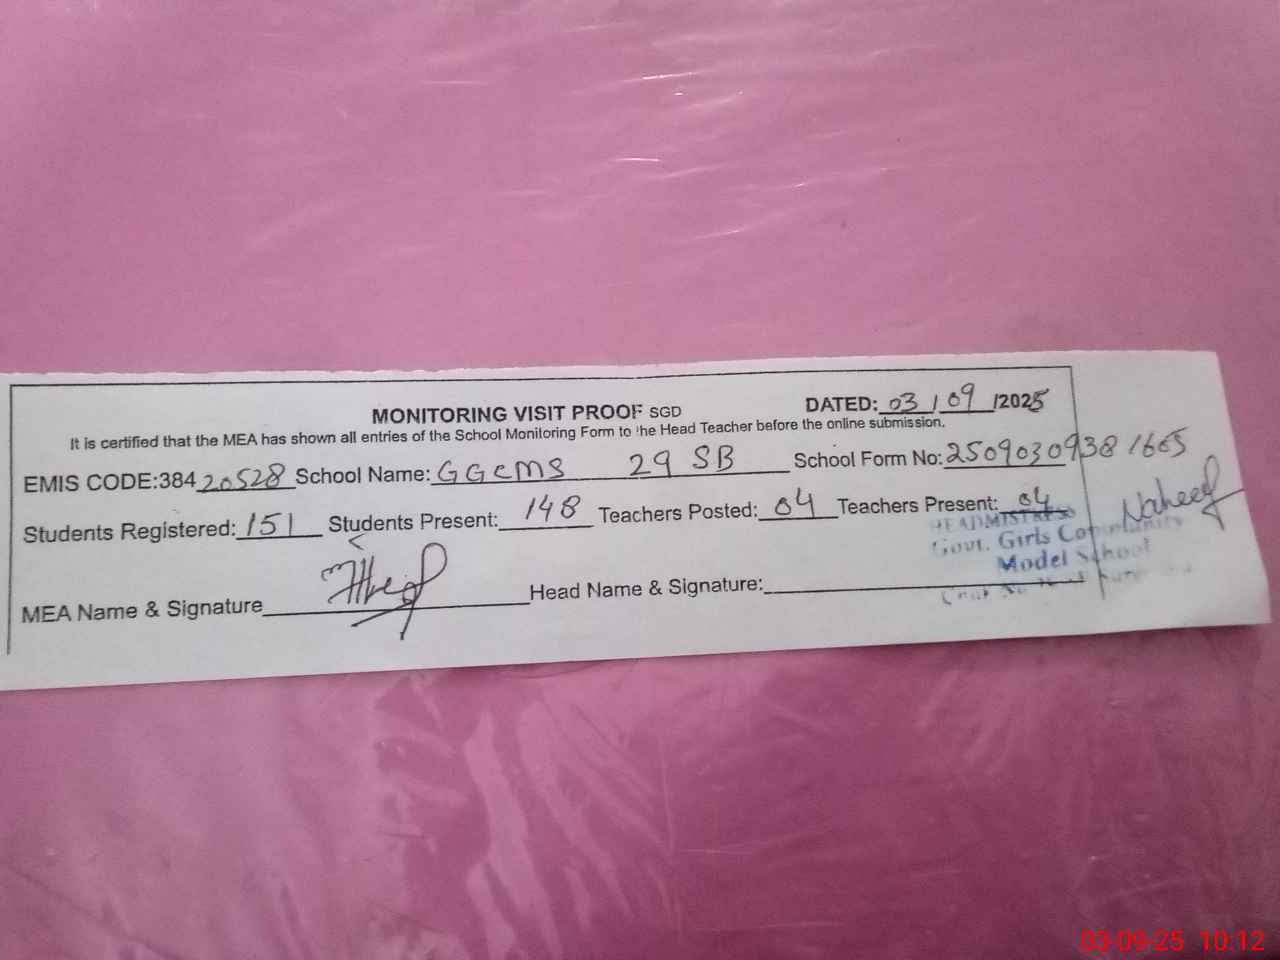 MONITORING VISIT PROOF SGD DATED: 03/09/2025
It is certified that the MEA has shown all entries of the School Monitoring Form to the Head Teacher before the online submission.
EMIS CODE:384 20528 School Name: GGCMS 29 SB School Form No: 25090309381665
Students Registered: 151 Students Present: 148 Teachers Posted: 04 Teachers Present: 04
HEADMISTRESS
Govt. Girls Community
Model School
MEA Name & Signature Head Name & Signature:
03-09-25 10:12